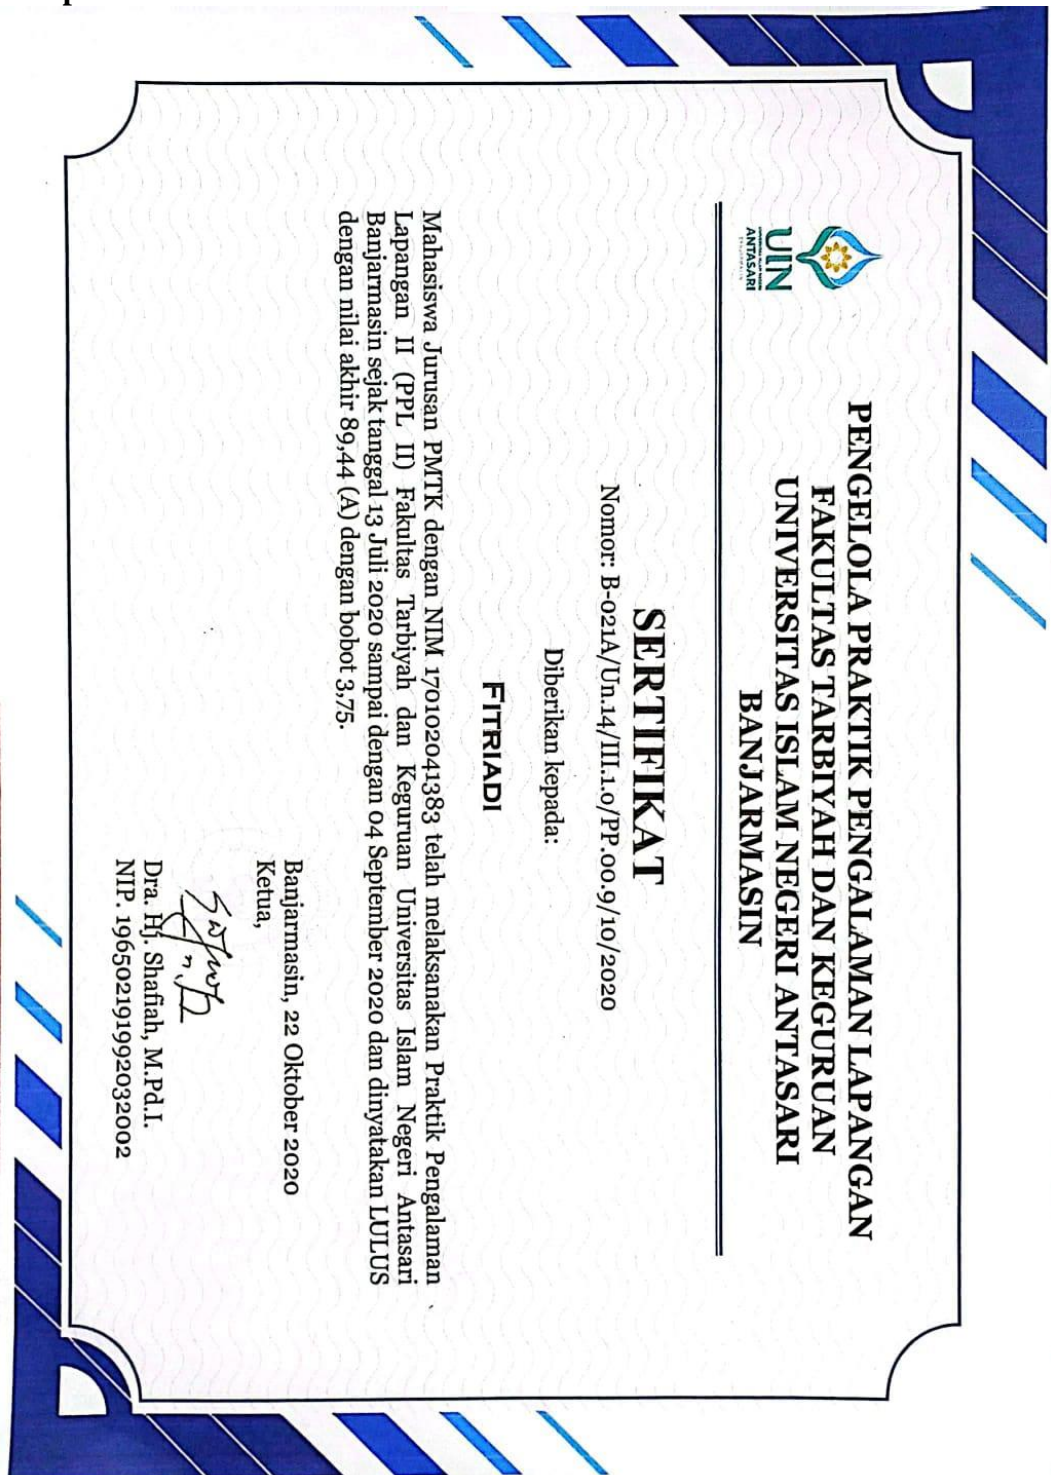 UIN
UNIVERSITAS ISLAM NEGERI
ANTASARI
PENGELOLA PRAKTIK PENGALAMAN LAPANGAN
FAKULTAS TARBIYAH DAN KEGURUAN
UNIVERSITAS ISLAM NEGERI ANTASARI
BANJARMASIN
SERTIFIKAT
Nomor: B-021A/Un.14/III.1.0/PP.00.9/10/2020
Diberikan kepada:
FITRIADI
Mahasiswa Jurusan PMTK dengan NIM 170102041383 telah melaksanakan Praktik Pengalaman
Lapangan II (PPL II) Fakultas Tarbiyah dan Keguruan Universitas Islam Negeri Antasari
Banjarmasin sejak tanggal 13 Juli 2020 sampai dengan 04 September 2020 dan dinyatakan LULUS
dengan nilai akhir 89,44 (A) dengan bobot 3,75.
Banjarmasin, 22 Oktober 2020
Ketua,
Dra. Hj. Shafiah, M.Pd.I.
NIP. 196502191992032002